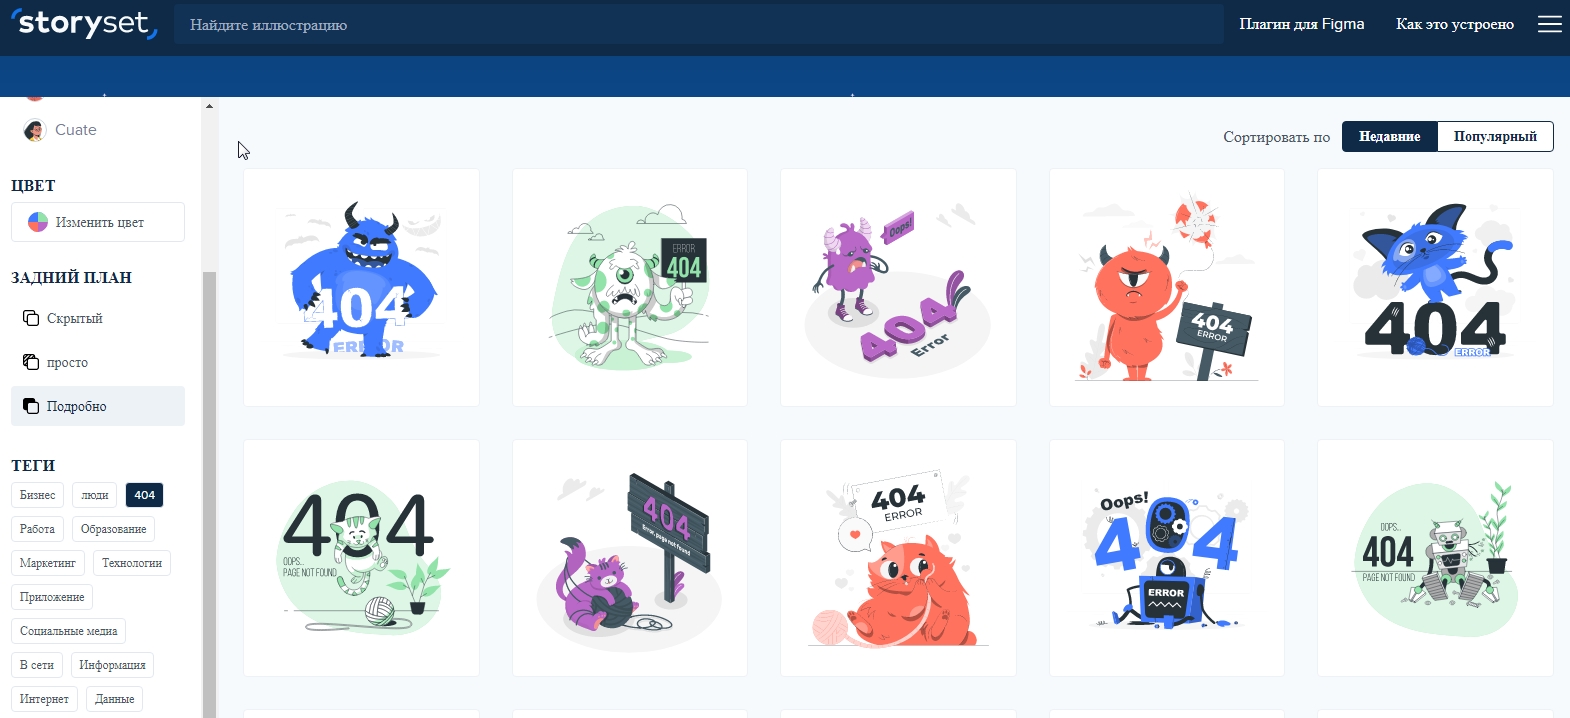 storyset
Найдите иллюстрацию
Плагин для Figma
Как это устроено
Cuate
ЦВЕТ
Изменить цвет
ЗАДНИЙ ПЛАН
Скрытый
просто
Подробно
ТЕГИ
Бизнес
люди
404
Работа
Образование
Маркетинг
Технологии
Приложение
Социальные медиа
В сети
Информация
Интернет
Данные
Сортировать по
Недавние
Популярный
404
ERROR
ERROR
404
Oops!
404
Error
404
ERROR
404
ERROR
404
OOPS...
PAGE NOT FOUND
404
Error, page not found
404
ERROR
Oops!
404
ERROR
OOPS...
404
PAGE NOT FOUND